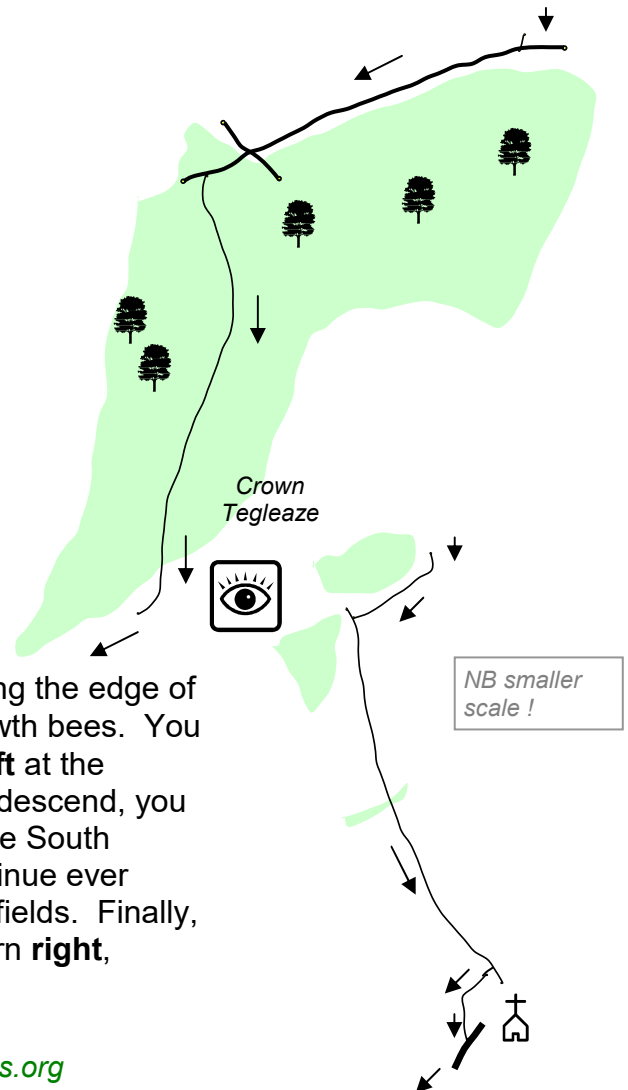 Crown
Tegleaze
NB smaller
scale !
ng the edge of
wth bees. You
ft at the
descend, you
e South
inue ever
fields. Finally,
rn right,
s.org